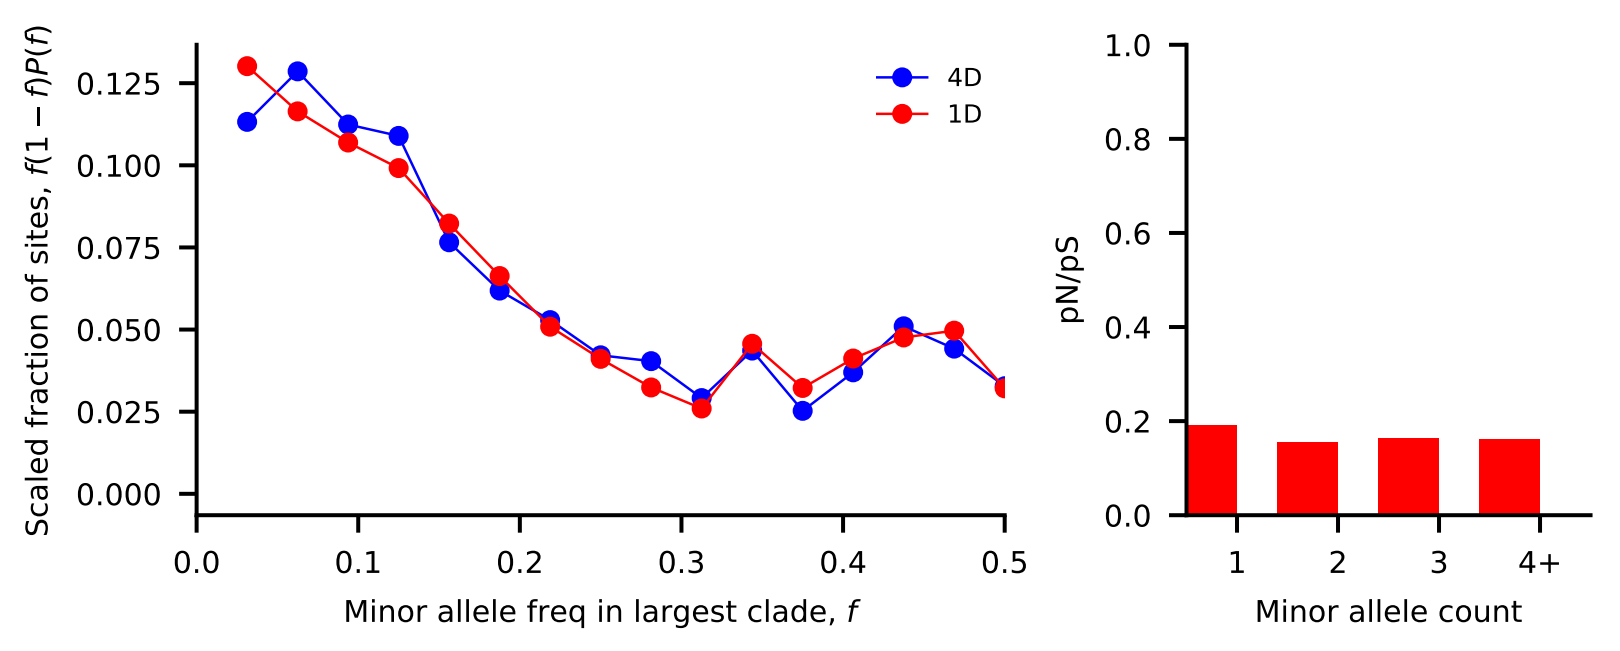 Scaled fraction of sites, f(1 − f)P(f)
0.125
0.100
0.075
0.050
0.025
0.000
0.0 0.1 0.2 0.3 0.4 0.5
Minor allele freq in largest clade, f
4D
1D
pN/pS
1.0
0.8
0.6
0.4
0.2
0.0
1 2 3 4+
Minor allele count